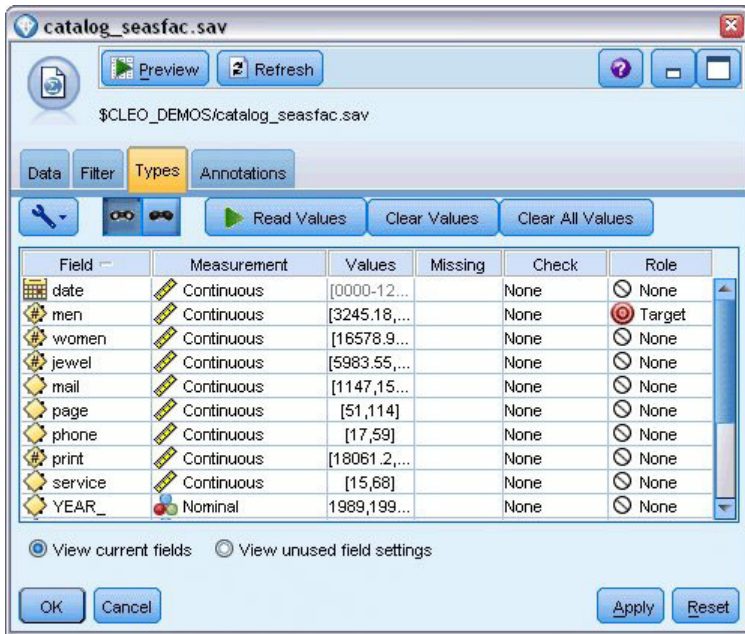 catalog_seasfac.sav
Preview Refresh
$CLEO_DEMOS/catalog_seasfac.sav
Data Filter Types Annotations
Read Values Clear Values Clear All Values
Field Measurement Values Missing Check Role
date Continuous [0000-12... None None
men Continuous [3245.18,... None Target
women Continuous [16578.9... None None
jewel Continuous [5983.55,... None None
mail Continuous [1147,15... None None
page Continuous [51,114] None None
phone Continuous [17,59] None None
print Continuous [18061.2,... None None
service Continuous [15,68] None None
YEAR_ Nominal 1989,199... None None
View current fields View unused field settings
OK Cancel Apply Reset